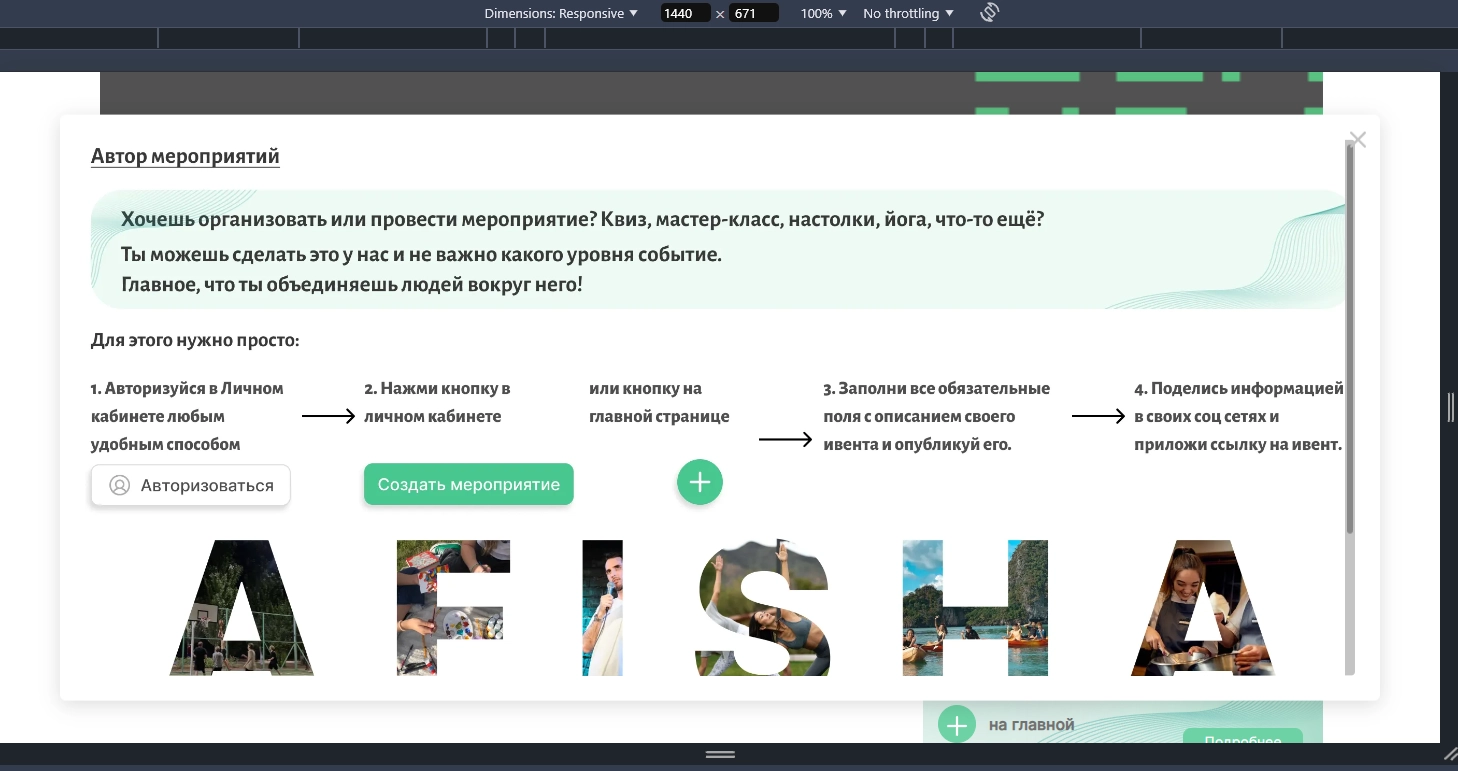 Dimensions: Responsive ▼ 1440 × 671 100% ▼ No throttling ▼
Автор мероприятий
Хочешь организовать или провести мероприятие? Квиз, мастер-класс, настолки, йога, что-то ещё?
Ты можешь сделать это у нас и не важно какого уровня событие.
Главное, что ты объединяешь людей вокруг него!
Для этого нужно просто:
1. Авторизуйся в Личном
кабинете любым
удобным способом
Авторизоваться
2. Нажми кнопку в
личном кабинете
Создать мероприятие
или кнопку на
главной странице
3. Заполни все обязательные
поля с описанием своего
ивента и опубликуй его.
4. Поделись информацией
в своих соц сетях и
приложи ссылку на ивент.
AFISHA
на главной
Подробнее